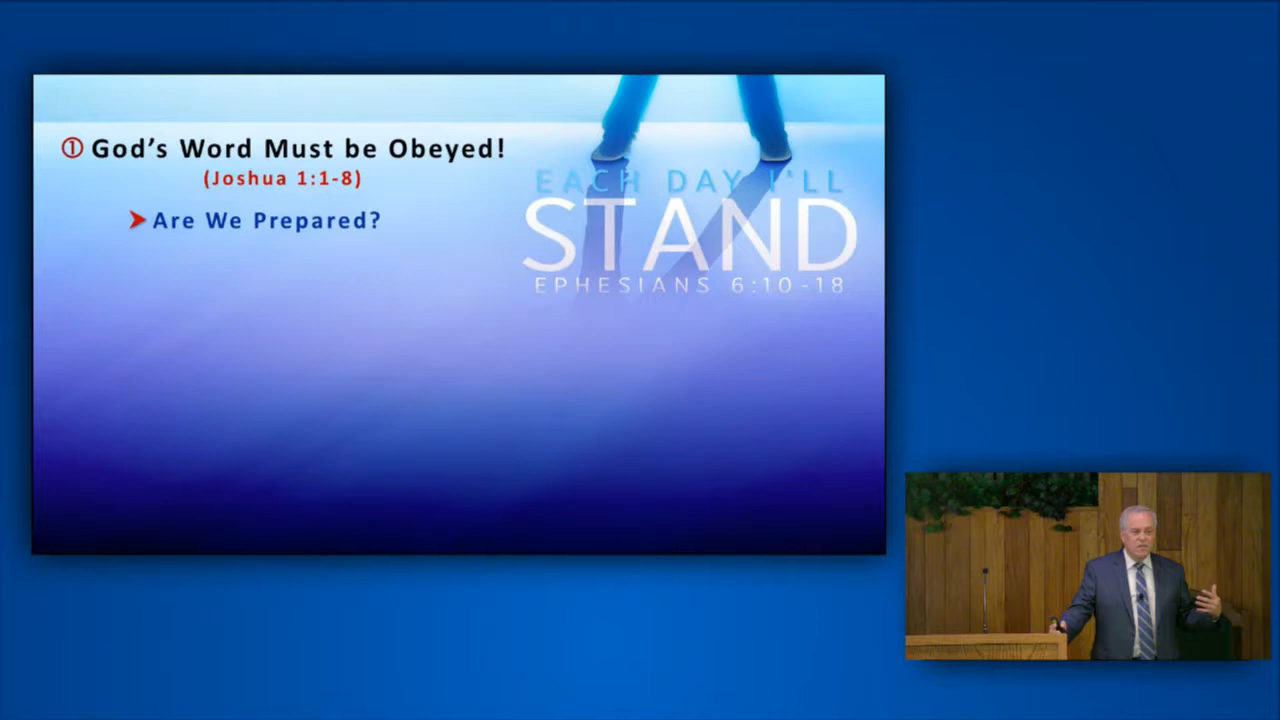 ① God’s Word Must be Obeyed!
(Joshua 1:1-8)
➤ Are We Prepared?
EACH DAY I'LL
STAND
EPHESIANS 6:10-18